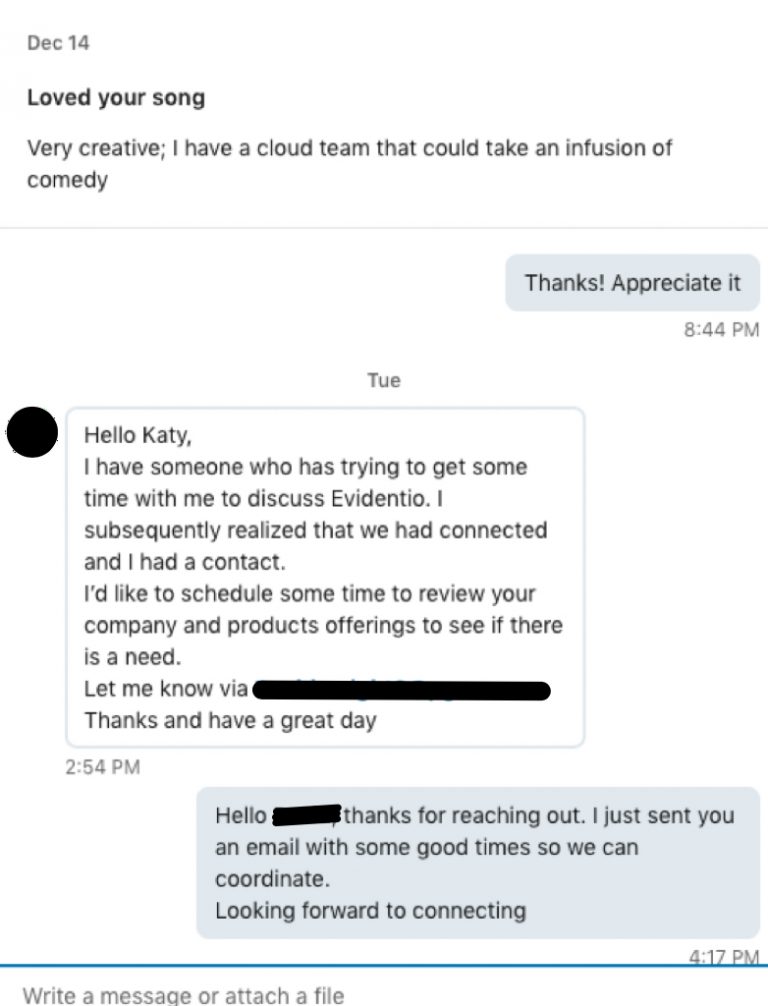 Dec 14
Loved your song
Very creative; I have a cloud team that could take an infusion of
comedy
Thanks! Appreciate it
8:44 PM
Tue
Hello Katy,
I have someone who has trying to get some
time with me to discuss Evidentio. I
subsequently realized that we had connected
and I had a contact.
I'd like to schedule some time to review your
company and products offerings to see if there
is a need.
Let me know via
Thanks and have a great day
2:54 PM
Hello thanks for reaching out. I just sent you
an email with some good times so we can
coordinate.
Looking forward to connecting
4:17 PM
Write a message or attach a file